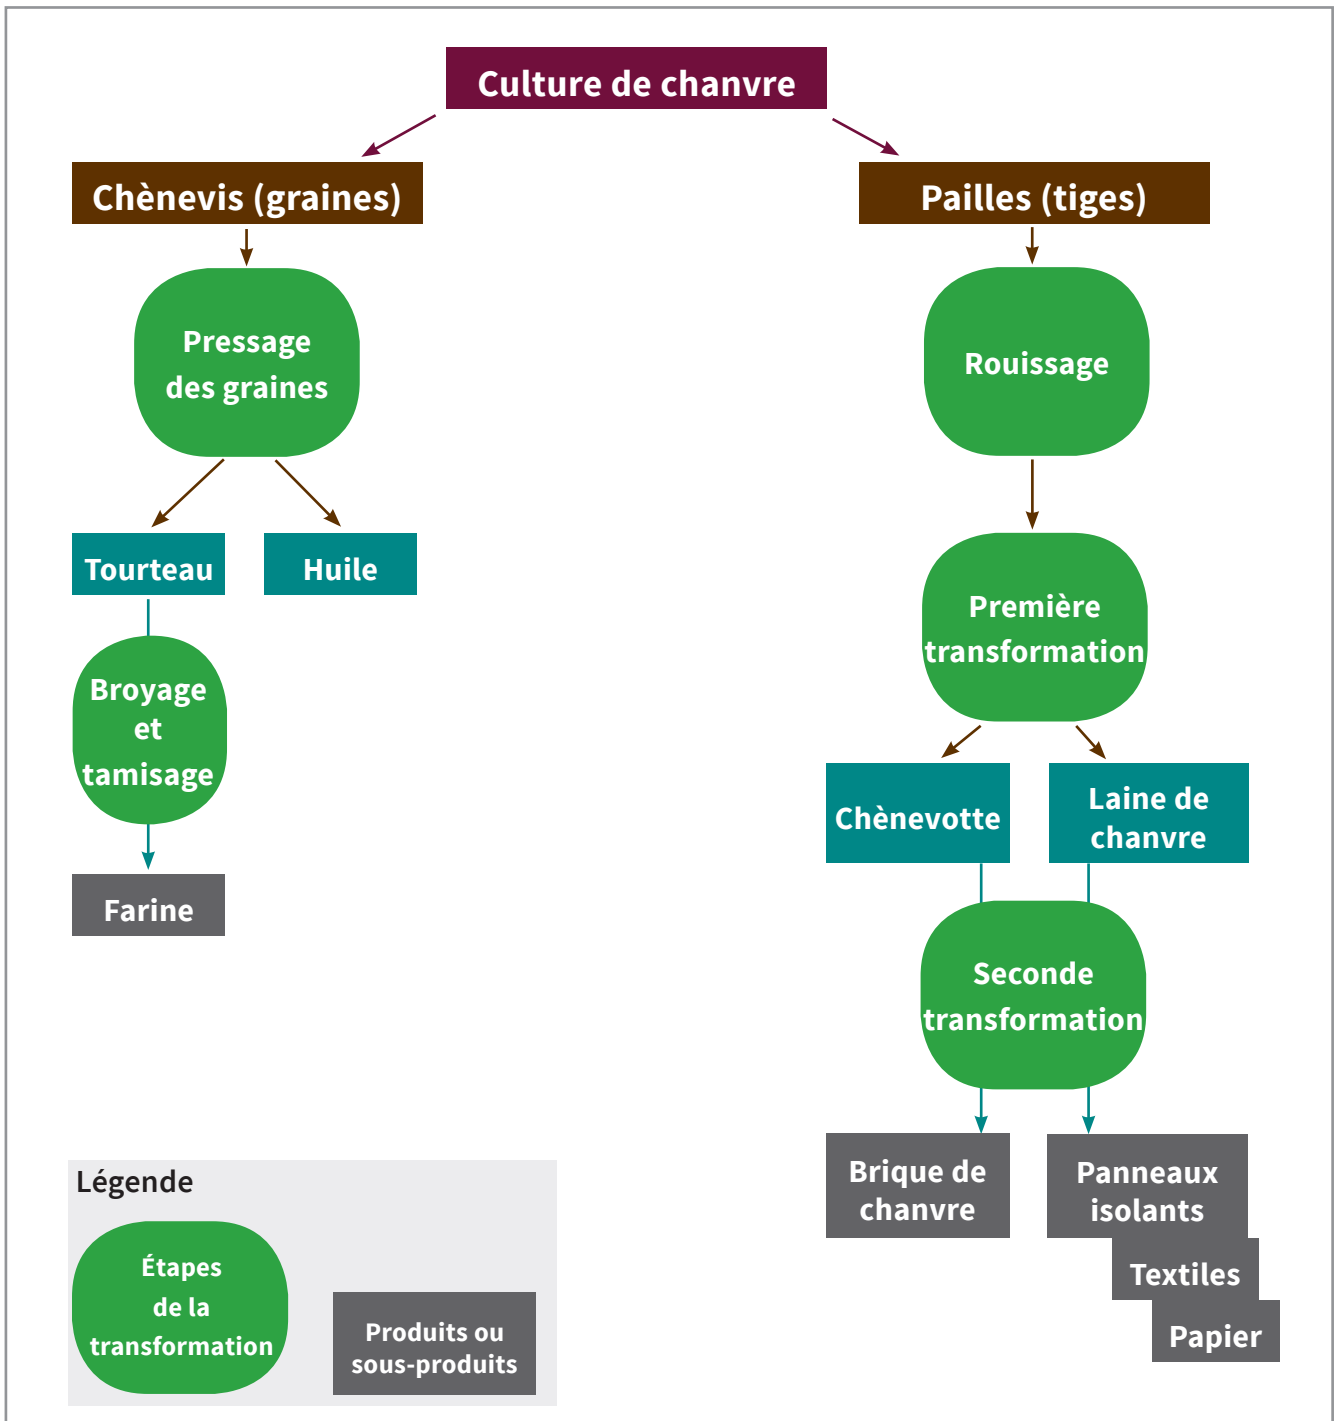 Culture de chanvre
Chènevis (graines)
Pailles (tiges)
Pressage
des graines
Rouissage
Tourteau
Huile
Première
transformation
Broyage
et
tamisage
Chènevotte
Laine de
chanvre
Farine
Seconde
transformation
Brique de
chanvre
Panneaux
isolants
Textiles
Papier
Légende
Étapes
de la
transformation
Produits ou
sous-produits